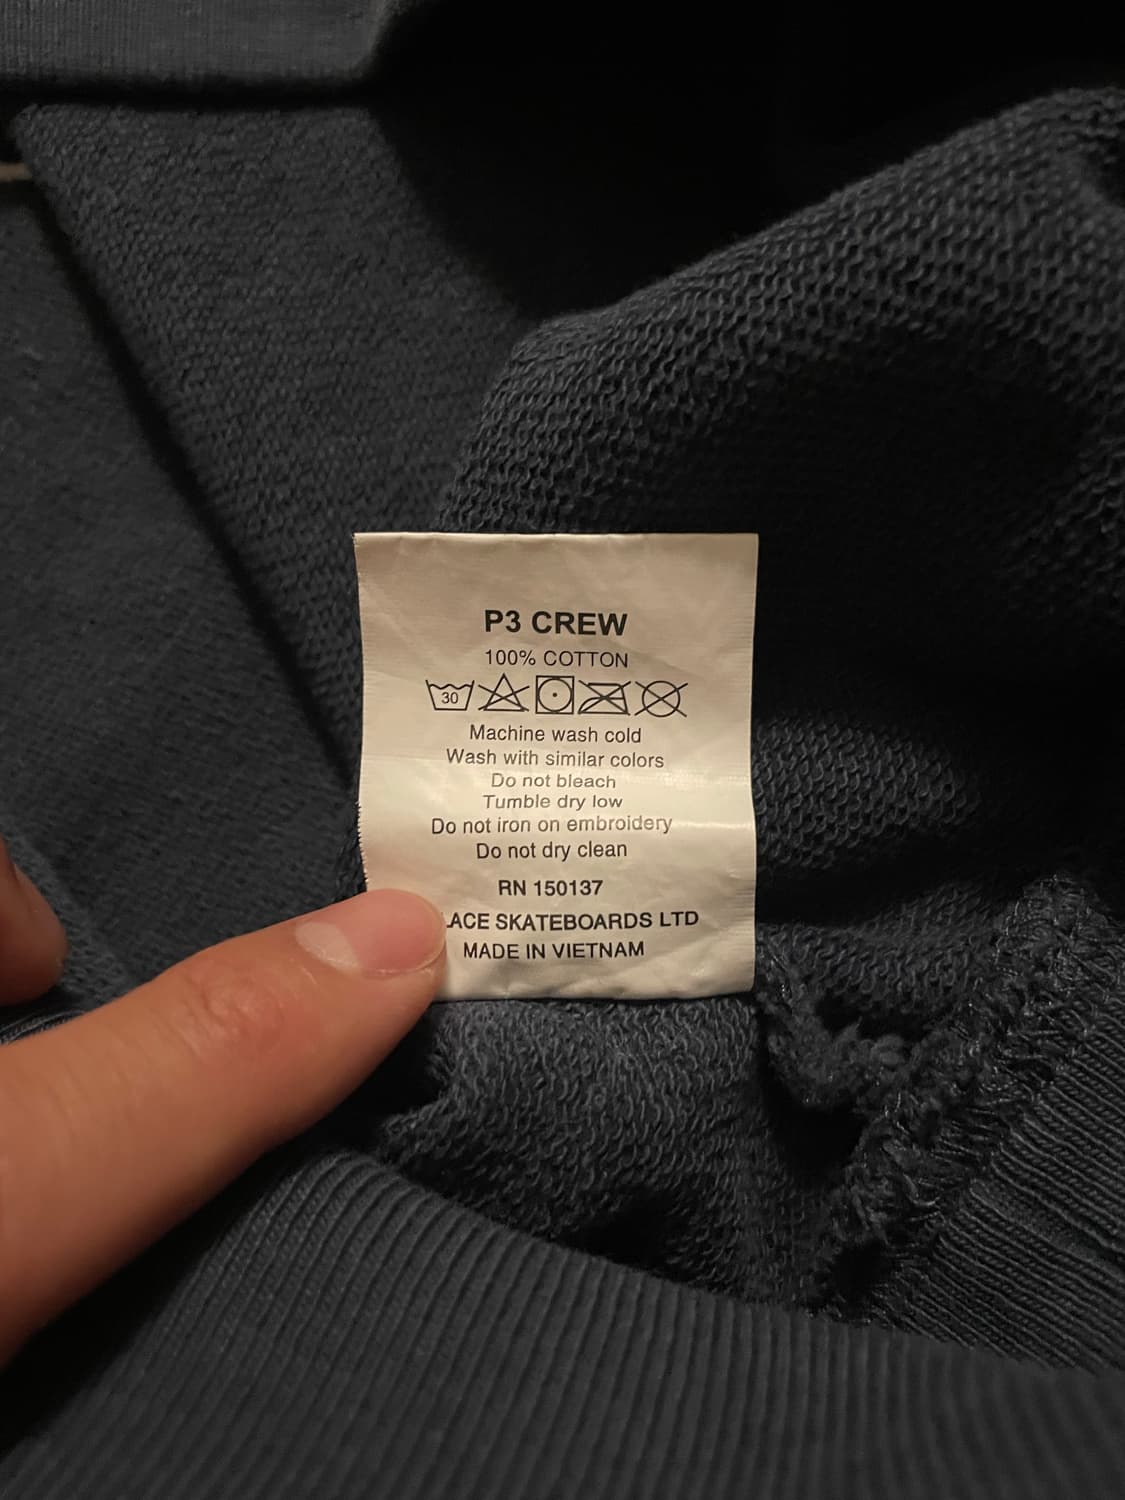 P3 CREW
100% COTTON
30
Machine wash cold
Wash with similar colors
Do not bleach
Tumble dry low
Do not iron on embroidery
Do not dry clean
RN 150137
LACE SKATEBOARDS LTD
MADE IN VIETNAM